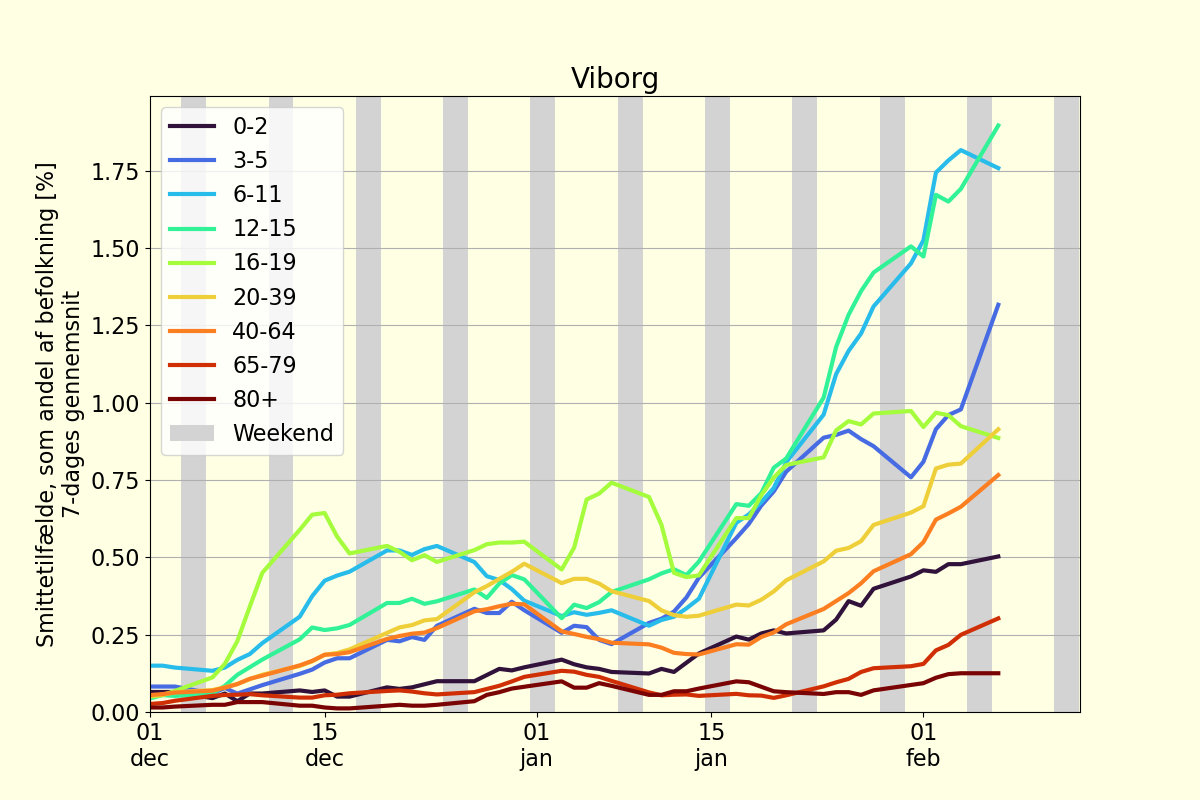 Viborg
Smittetilfælde, som andel af befolkning [%]
7-dages gennemsnit
1.75
1.50
1.25
1.00
0.75
0.50
0.25
0.00
0-2
3-5
6-11
12-15
16-19
20-39
40-64
65-79
80+
Weekend
01 15 01 15 01
dec dec jan jan feb